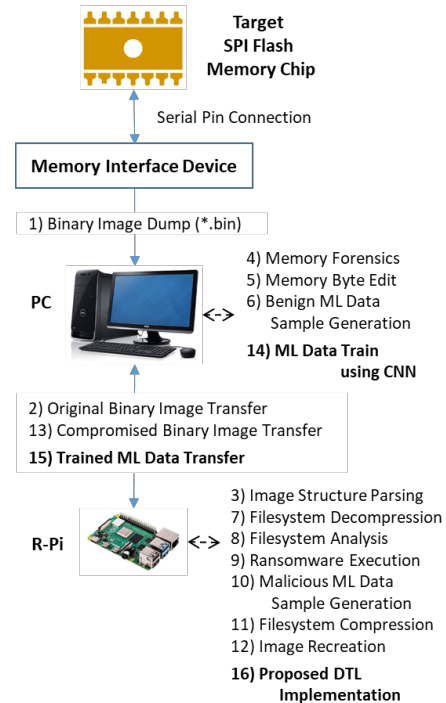 Target
SPI Flash
Memory Chip
Serial Pin Connection
Memory Interface Device
1) Binary Image Dump (*.bin)
PC
4) Memory Forensics
5) Memory Byte Edit
6) Benign ML Data
Sample Generation
14) ML Data Train
using CNN
2) Original Binary Image Transfer
13) Compromised Binary Image Transfer
15) Trained ML Data Transfer
R-Pi
3) Image Structure Parsing
7) Filesystem Decompression
8) Filesystem Analysis
9) Ransomware Execution
10) Malicious ML Data
Sample Generation
11) Filesystem Compression
12) Image Recreation
16) Proposed DTL
Implementation